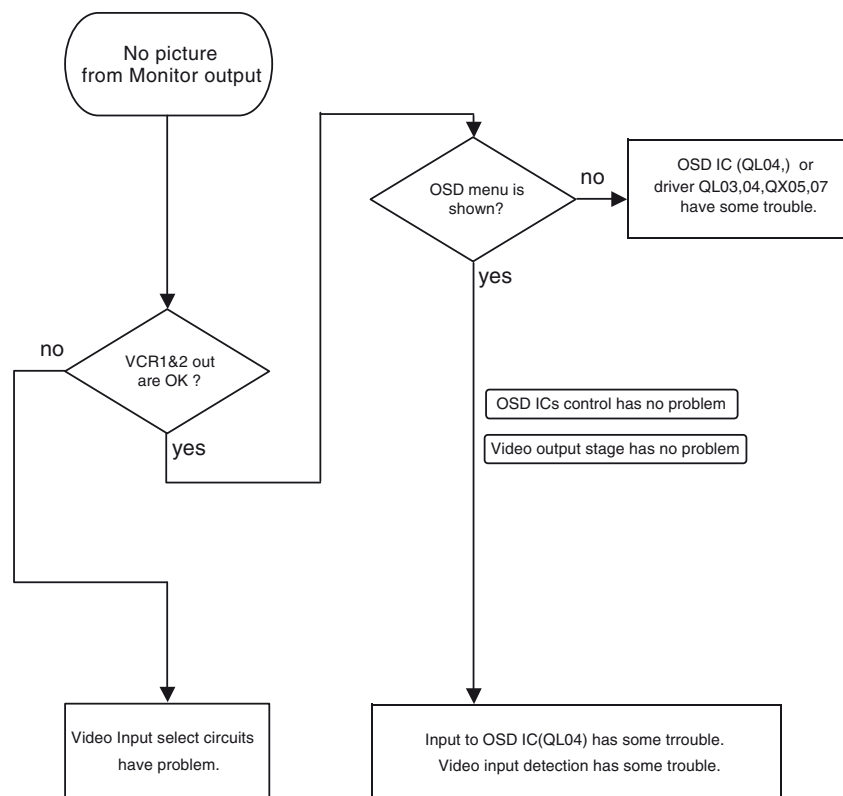 No picture
from Monitor output
OSD menu is
shown?
no
OSD IC (QL04,) or
driver QL03,04,QX05,07
have some trouble.
yes
no
VCR1&2 out
are OK ?
yes
OSD ICs control has no problem
Video output stage has no problem
Video Input select circuits
have problem.
Input to OSD IC(QL04) has some trrouble.
Video input detection has some trouble.